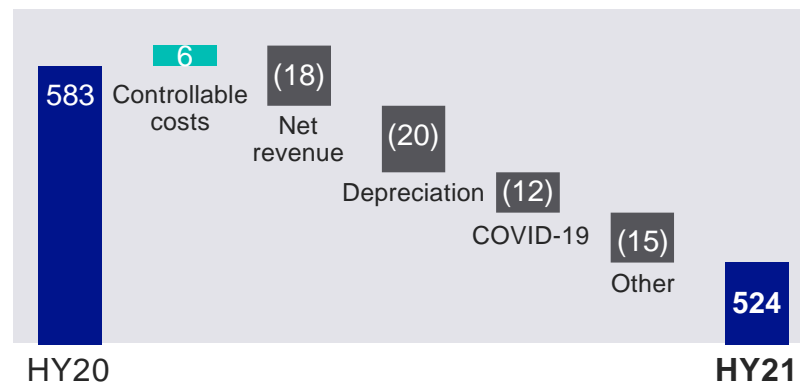 583
6
Controllable
costs
(18)
Net
revenue
(20)
Depreciation
(12)
COVID-19
(15)
Other
524
HY20
HY21